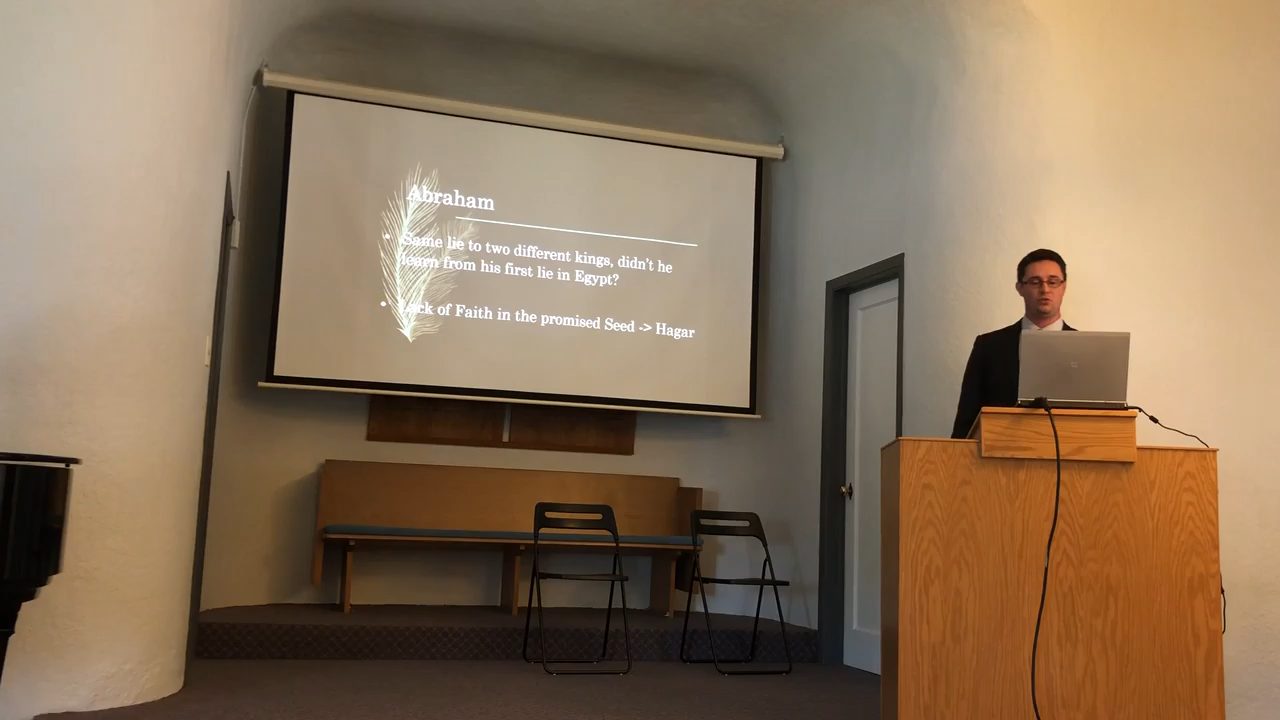 Abraham
• Same lie to two different kings, didn't he
learn from his first lie in Egypt?
• Lack of Faith in the promised Seed -> Hagar